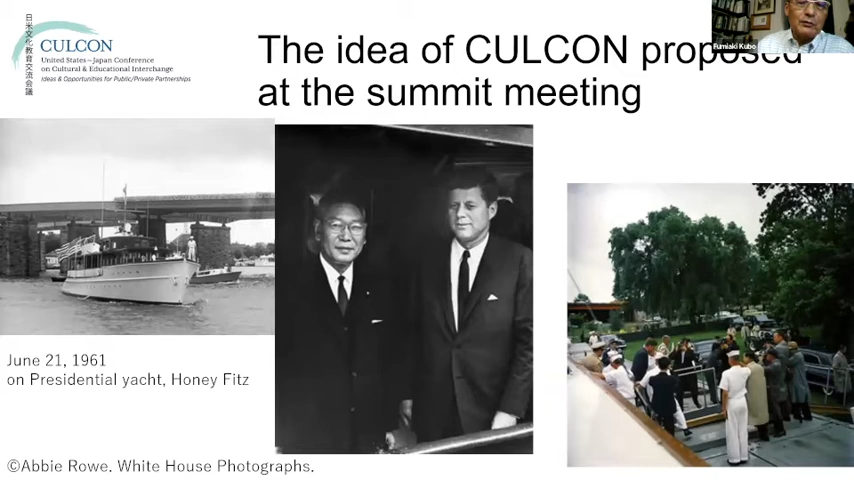 日米文化教育交流会議
CULCON
United States–Japan Conference
on Cultural & Educational Interchange
Ideas & Opportunities for Public/Private Partnerships
The idea of CULCON proposed
at the summit meeting
Fumiaki Kubo
June 21, 1961
on Presidential yacht, Honey Fitz
©Abbie Rowe. White House Photographs.